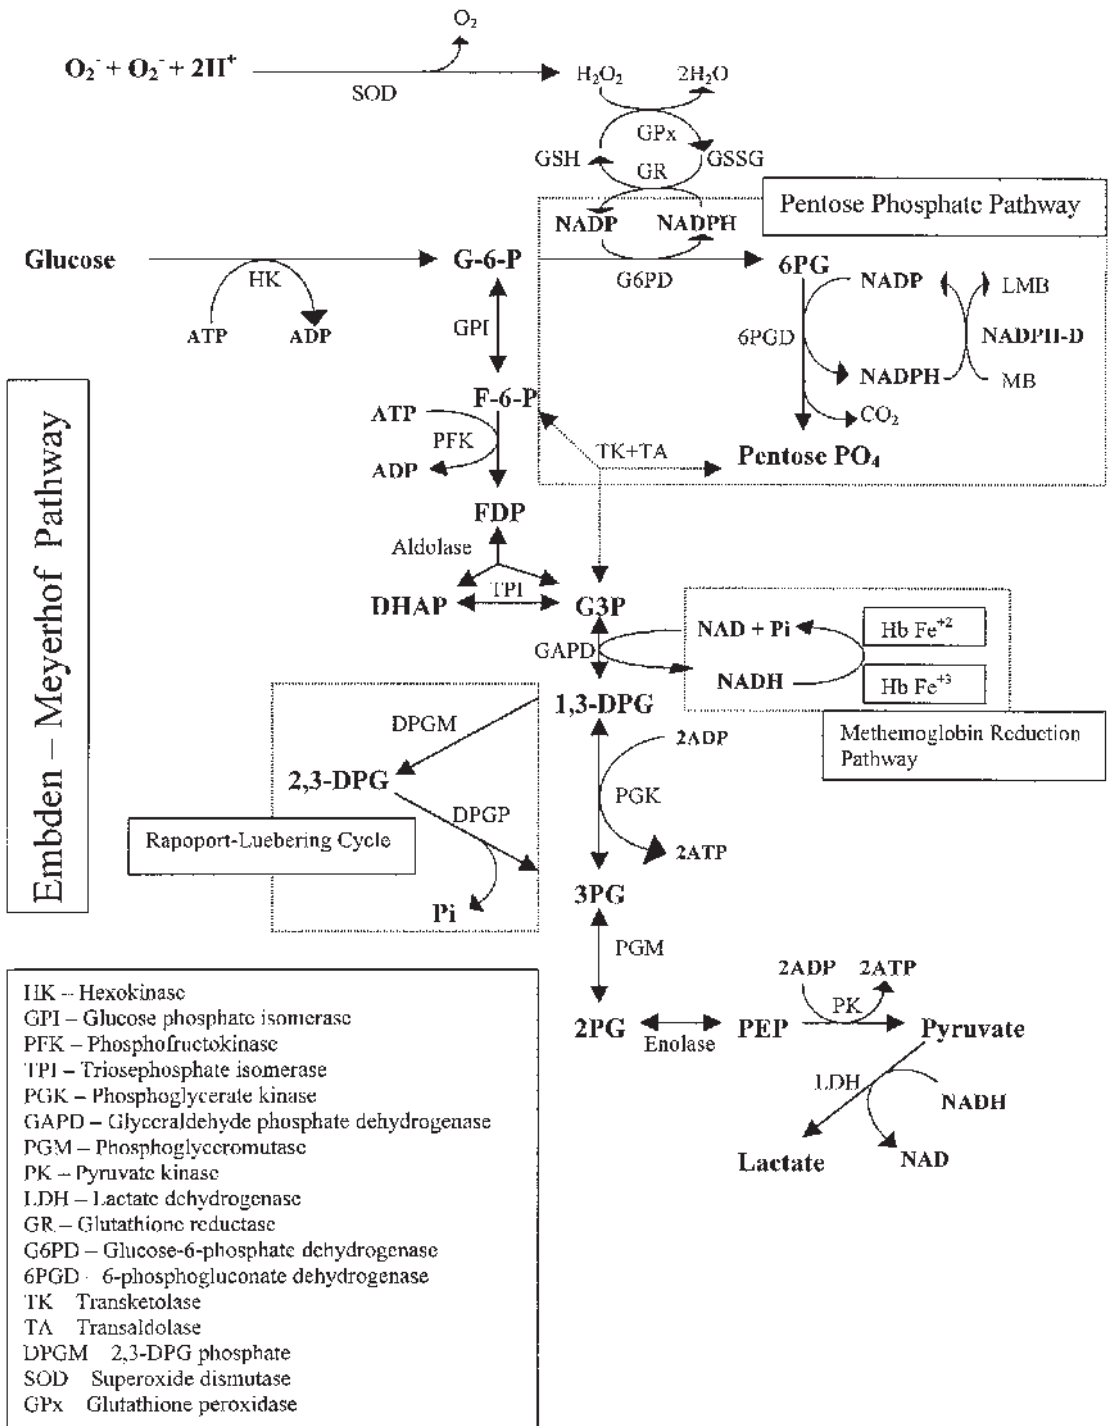 O₂
O₂⁻ + O₂⁻ + 2H⁺
SOD
H₂O₂
2H₂O
GPx
GSH
GSSG
GR
Pentose Phosphate Pathway
NADP
NADPH
Glucose
HK
G-6-P
G6PD
6PG
NADP
LMB
ATP
ADP
GPI
6PGD
NADPH-D
NADPH
MB
F-6-P
CO₂
ATP
PFK
ADP
TK+TA
Pentose PO₄
Embden – Meyerhof Pathway
FDP
Aldolase
TPI
DHAP
G3P
GAPD
NAD + Pi
Hb Fe⁺²
NADH
Hb Fe⁺³
1,3-DPG
DPGM
Methemoglobin Reduction
Pathway
2ADP
2,3-DPG
PGK
DPGP
Rapoport-Luebering Cycle
2ATP
3PG
Pi
PGM
2ADP
2ATP
PK
2PG
Enolase
PEP
Pyruvate
LDH
NADH
NAD
Lactate
HK – Hexokinase
GPI – Glucose phosphate isomerase
PFK – Phosphofructokinase
TPI – Triosephosphate isomerase
PGK – Phosphoglycerate kinase
GAPD – Glyceraldehyde phosphate dehydrogenase
PGM – Phosphoglyceromutase
PK – Pyruvate kinase
LDH – Lactate dehydrogenase
GR – Glutathione reductase
G6PD – Glucose-6-phosphate dehydrogenase
6PGD - 6-phosphogluconate dehydrogenase
TK Transketolase
TA Transaldolase
DPGM 2,3-DPG phosphate
SOD Superoxide dismutase
GPx Glutathione peroxidase